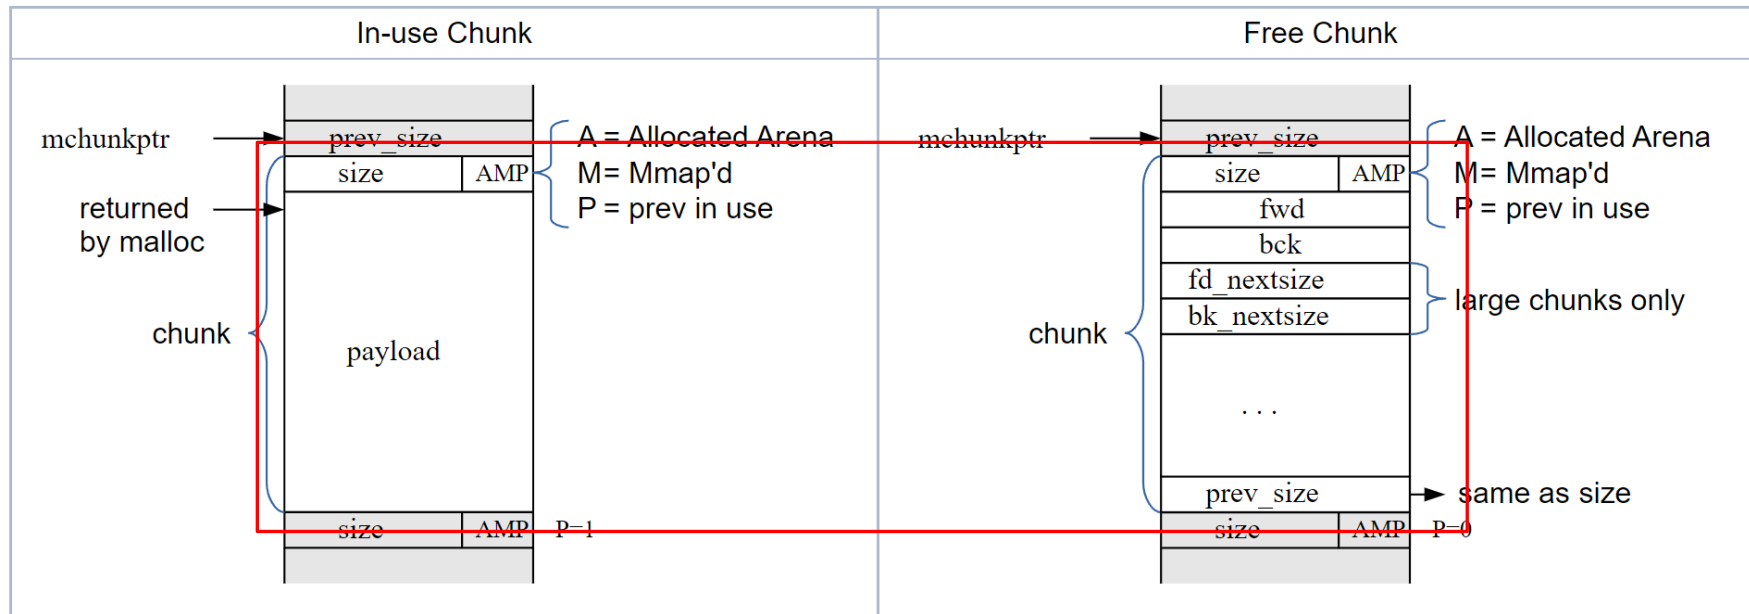 In-use Chunk
mchunkptr
prev_size
A = Allocated Arena
size
AMP
M= Mmap'd
returned
by malloc
P = prev in use
chunk
payload
size
AMP
P=1
Free Chunk
mchunkptr
prev_size
A = Allocated Arena
size
AMP
M= Mmap'd
fwd
P = prev in use
bck
fd_nextsize
large chunks only
bk_nextsize
chunk
. . .
prev_size
same as size
size
AMP
P=0